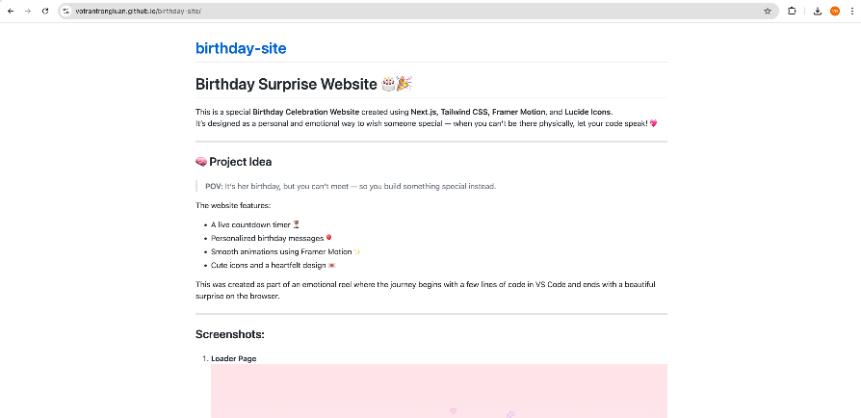 votrantrongluan.github.io/birthday-site/
birthday-site
Birthday Surprise Website 🎂🎉
This is a special Birthday Celebration Website created using Next.js, Tailwind CSS, Framer Motion, and Lucide Icons.
It's designed as a personal and emotional way to wish someone special — when you can't be there physically, let your code speak! 💖
🧠 Project Idea
POV: It's her birthday, but you can't meet — so you build something special instead.
The website features:
• A live countdown timer ⏳
• Personalized birthday messages 🎈
• Smooth animations using Framer Motion ✨
• Cute icons and a heartfelt design 💌
This was created as part of an emotional reel where the journey begins with a few lines of code in VS Code and ends with a beautiful
surprise on the browser.
Screenshots:
1. Loader Page